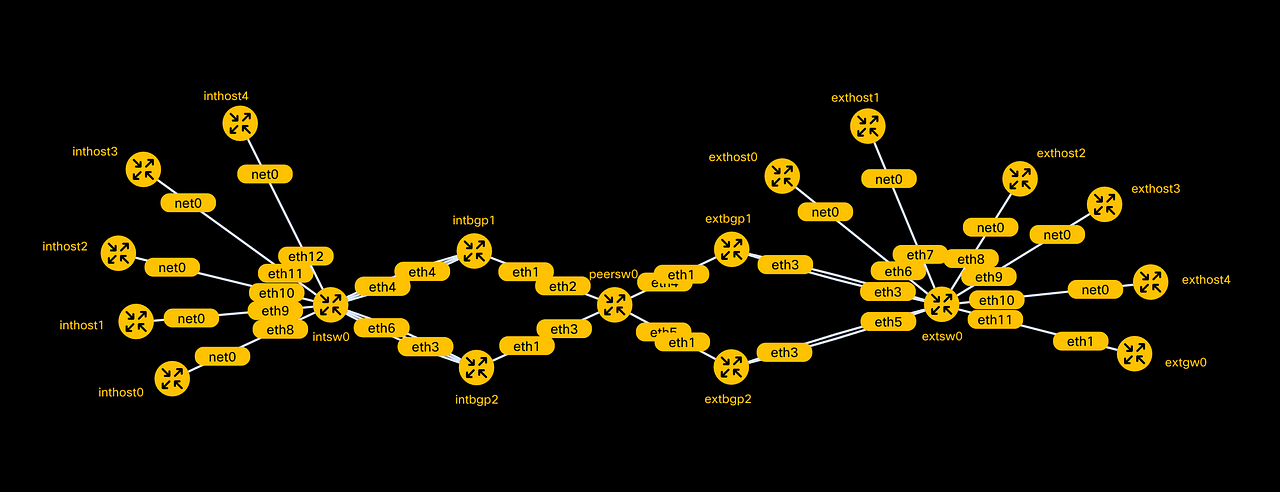 inthost4
net0
inthost3
net0
inthost2
net0
inthost1
net0
inthost0
net0
eth12
eth11
eth10
eth9
eth8
intsw0
eth4
eth4
intbgp1
eth6
eth3
intbgp2
eth1
eth2
eth1
eth3
peersw0
eth4
eth1
extbgp1
eth5
eth1
extbgp2
eth3
eth3
eth3
eth5
extsw0
exthost0
net0
eth6
exthost1
net0
eth7
exthost2
net0
eth8
exthost3
net0
eth9
exthost4
net0
eth10
extgw0
eth1
eth11